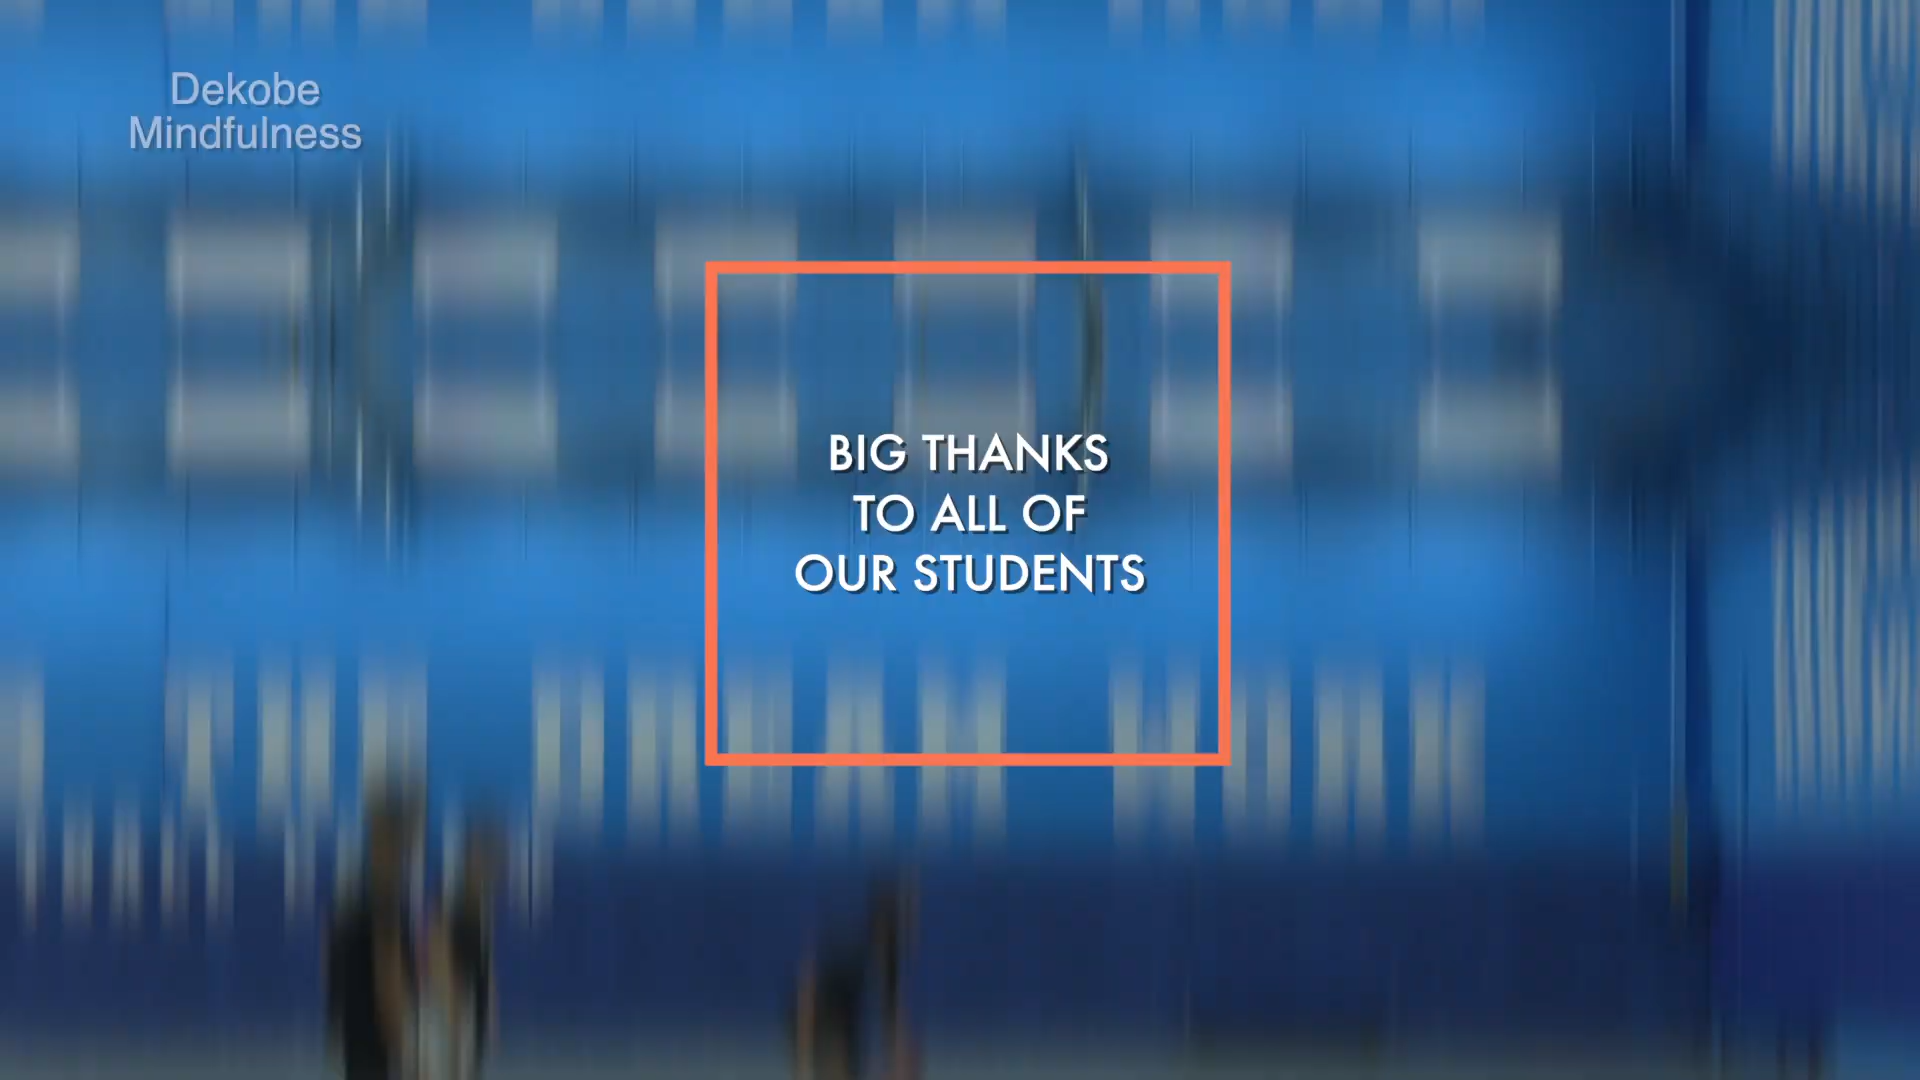 Dekobe
Mindfulness
BIG THANKS
TO ALL OF
OUR STUDENTS